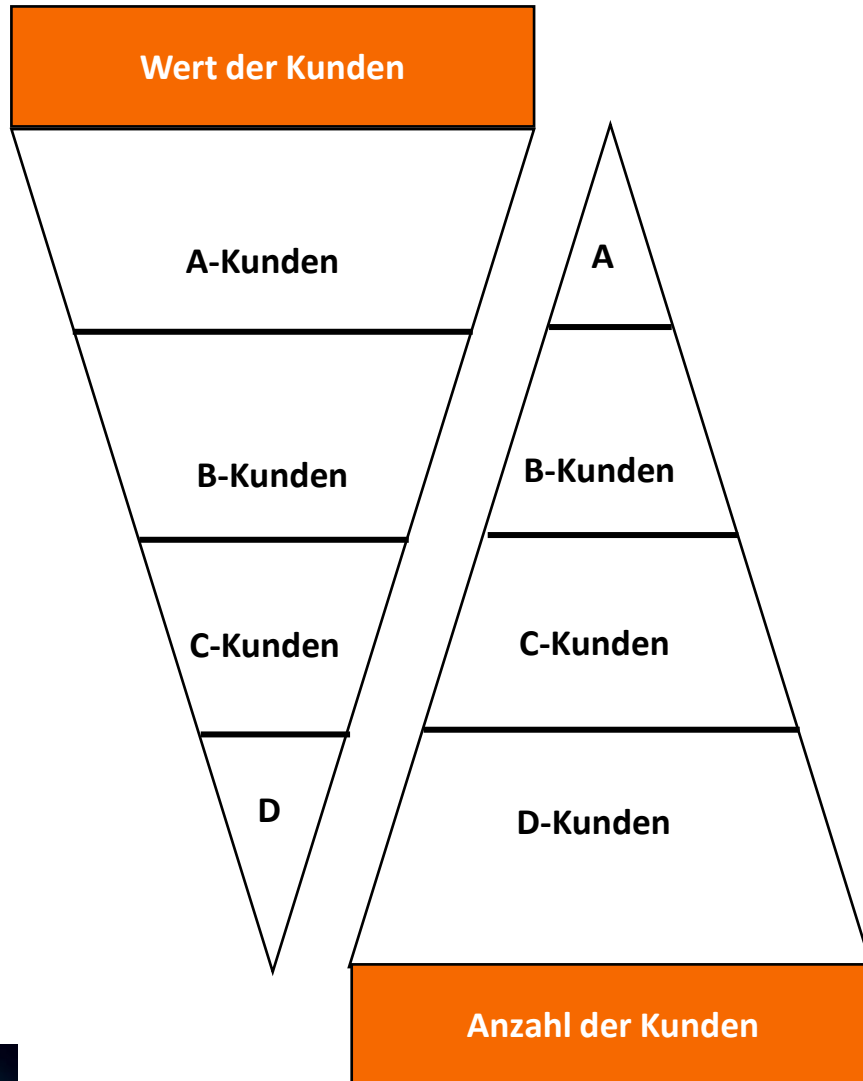 Wert der Kunden
A-Kunden
B-Kunden
C-Kunden
D
A
B-Kunden
C-Kunden
D-Kunden
Anzahl der Kunden